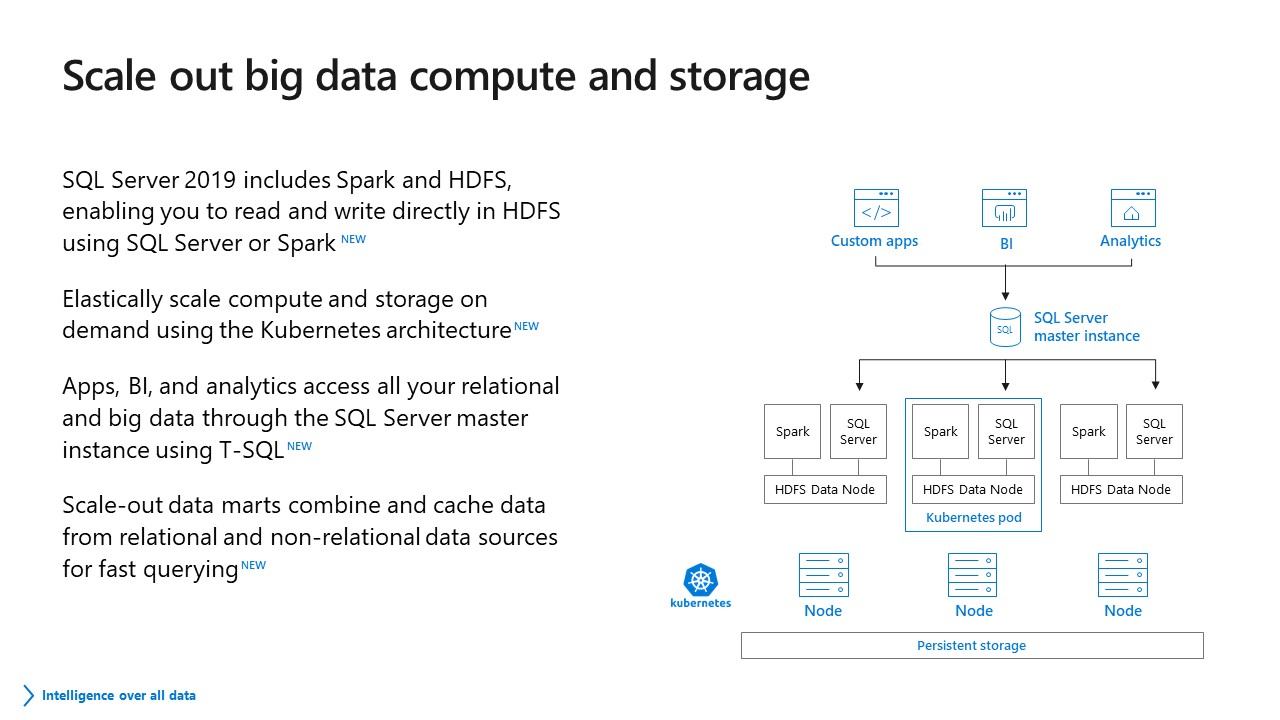 Scale out big data compute and storage
SQL Server 2019 includes Spark and HDFS,
enabling you to read and write directly in HDFS
using SQL Server or Spark NEW
Elastically scale compute and storage on
demand using the Kubernetes architecture NEW
Apps, BI, and analytics access all your relational
and big data through the SQL Server master
instance using T-SQL NEW
Scale-out data marts combine and cache data
from relational and non-relational data sources
for fast querying NEW
</>
Custom apps
BI
Analytics
SQL
SQL Server
master instance
Spark
SQL
Server
HDFS Data Node
Spark
SQL
Server
HDFS Data Node
Kubernetes pod
Spark
SQL
Server
HDFS Data Node
kubernetes
Node
Node
Node
Persistent storage
Intelligence over all data